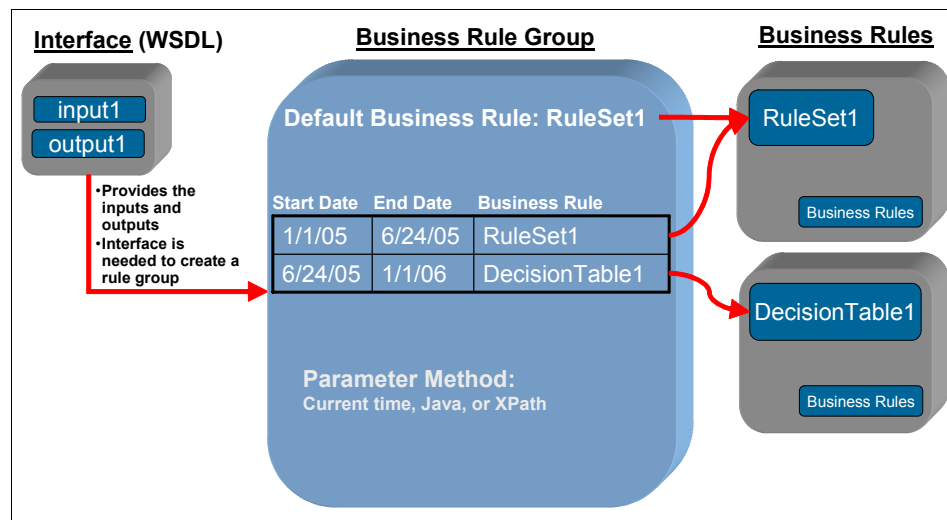 Interface (WSDL)
input1
output1
•Provides the
inputs and
outputs
•Interface is
needed to create a
rule group
Business Rule Group
Default Business Rule: RuleSet1
Start Date End Date Business Rule
1/1/05 6/24/05 RuleSet1
6/24/05 1/1/06 DecisionTable1
Parameter Method:
Current time, Java, or XPath
Business Rules
RuleSet1
Business Rules
DecisionTable1
Business Rules